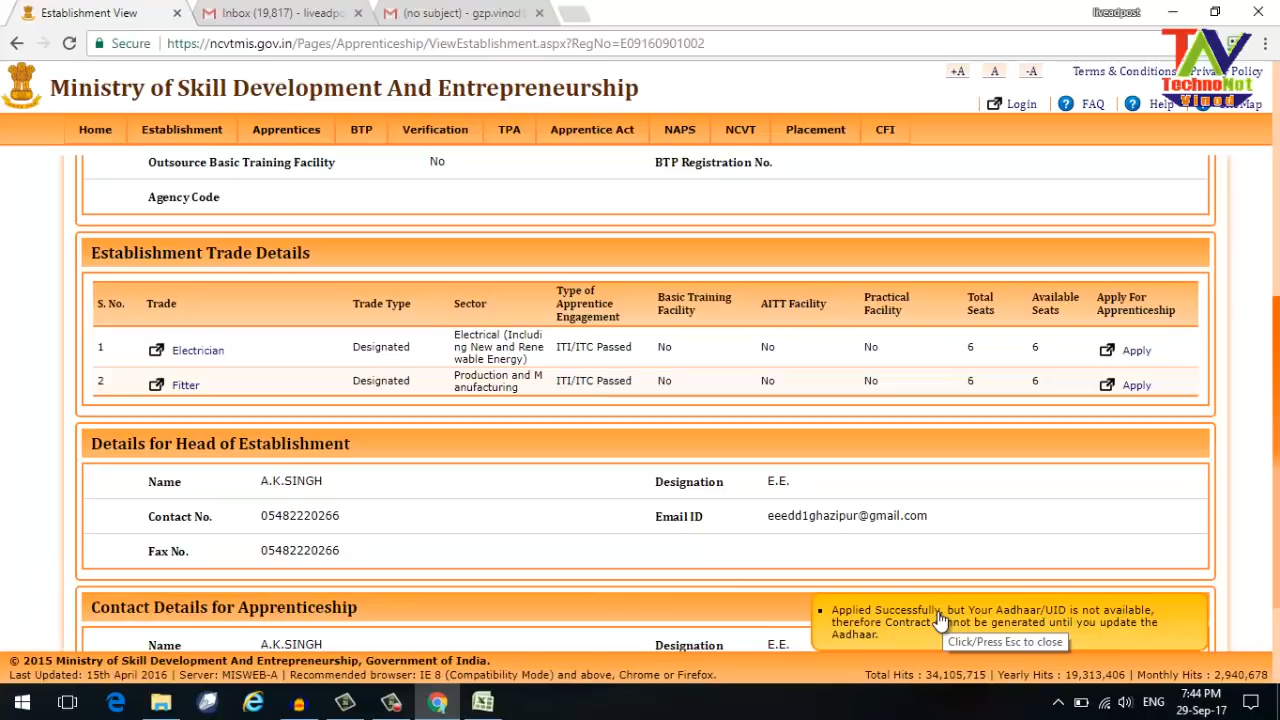 Establishment View
Inbox (19,817) - liveadpost
(no subject) - gzp.vinod
liveadpost
Secure
https://ncvtmis.gov.in/Pages/Apprenticeship/ViewEstablishment.aspx?RegNo=E09160901002
TAV
TechnoNot
Vinod
Ministry of Skill Development And Entrepreneurship
+A A -A
Terms & Conditions Privacy Policy
Login FAQ Help Map
Home Establishment Apprentices BTP Verification TPA Apprentice Act NAPS NCVT Placement CFI
Outsource Basic Training Facility No BTP Registration No.
Agency Code
Establishment Trade Details
S. No. Trade Trade Type Sector Type of Apprentice Engagement Basic Training Facility AITT Facility Practical Facility Total Seats Available Seats Apply For Apprenticeship
1 Electrician Designated Electrical (Includi ng New and Rene wable Energy) ITI/ITC Passed No No No 6 6 Apply
2 Fitter Designated Production and M anufacturing ITI/ITC Passed No No No 6 6 Apply
Details for Head of Establishment
Name A.K.SINGH Designation E.E.
Contact No. 05482220266 Email ID eeedd1ghazipur@gmail.com
Fax No. 05482220266
Contact Details for Apprenticeship
Name A.K.SINGH Designation E.E.
Applied Successfully, but Your Aadhaar/UID is not available,
therefore Contract be generated until you update the
Aadhaar.
Click/Press Esc to close
© 2015 Ministry of Skill Development And Entrepreneurship, Government of India.
Last Updated: 15th April 2016 | Server: MISWEB-A | Recommended browser: IE 8 (Compatibility Mode) and above, Chrome or Firefox.
Total Hits : 34,105,715 | Yearly Hits : 19,313,406 | Monthly Hits : 2,940,678
ENG
7:44 PM
29-Sep-17